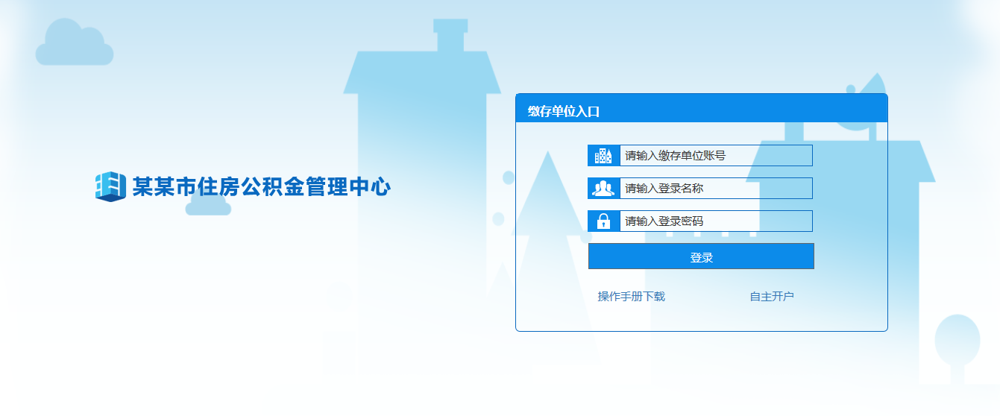 某某市住房公积金管理中心
缴存单位入口
请输入缴存单位账号
请输入登录名称
请输入登录密码
登录
操作手册下载
自主开户